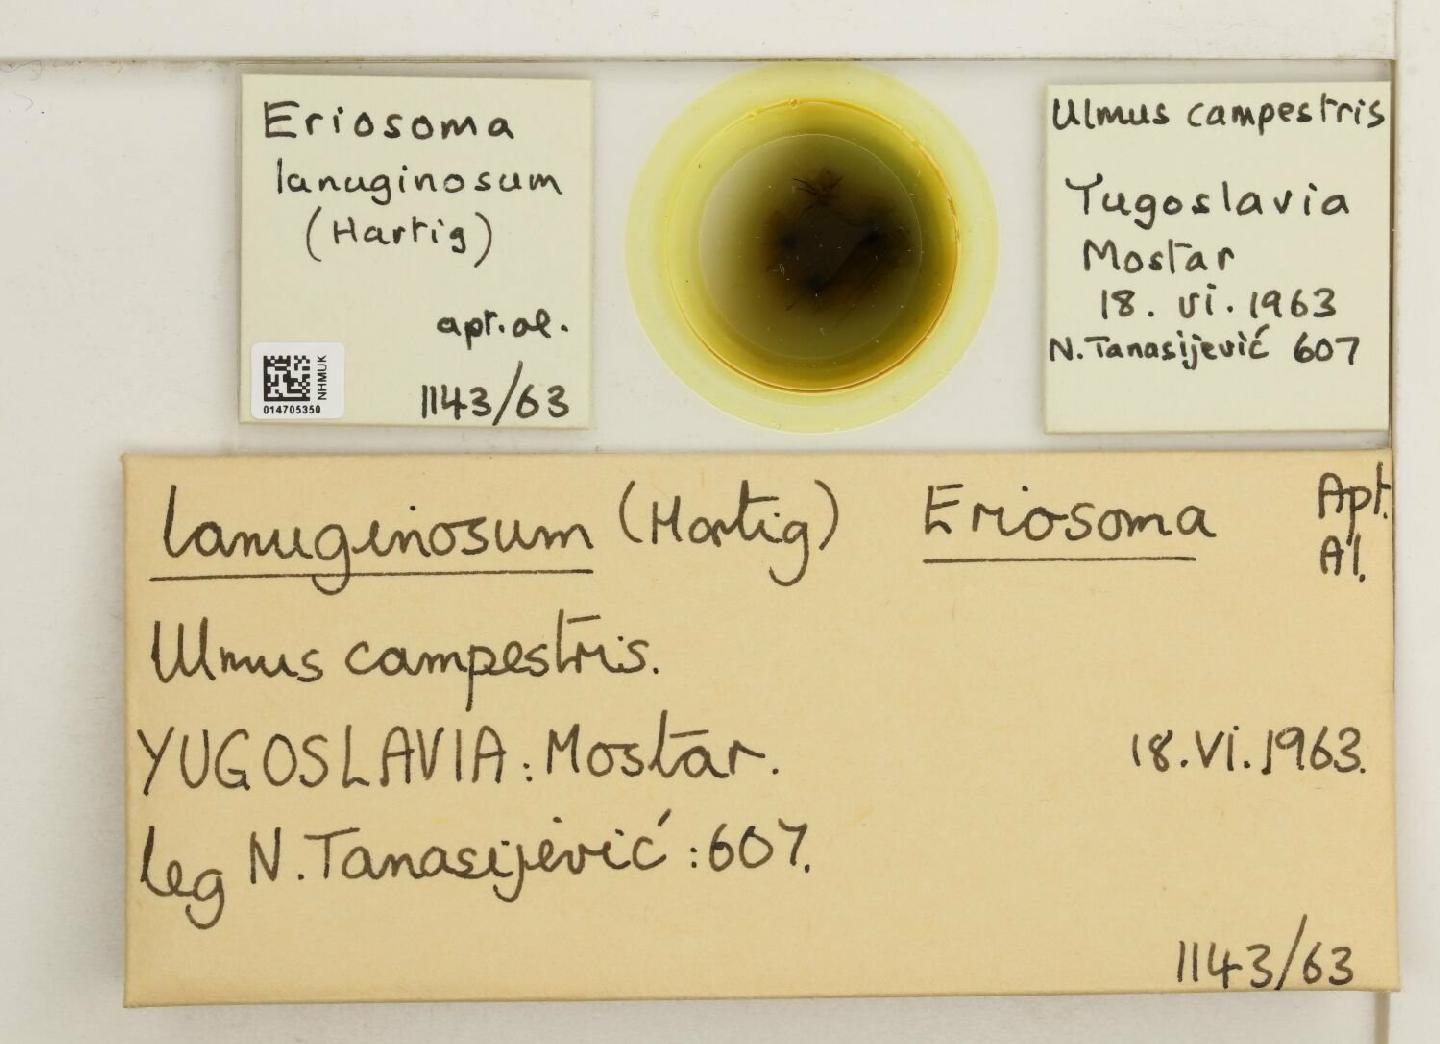 Eriosoma
lanuginosum
(Hartig)
apt. al.
1143/63
NHMUK
014705350
Ulmus campestris
Yugoslavia
Mostar
18. vi. 1963
N. Tanasijević 607
lanuginosum (Hartig) Eriosoma Apt.
Al.
Ulmus campestris.
YUGOSLAVIA: Mostar. 18.Vi.1963.
leg N. Tanasijević: 607.
1143/63